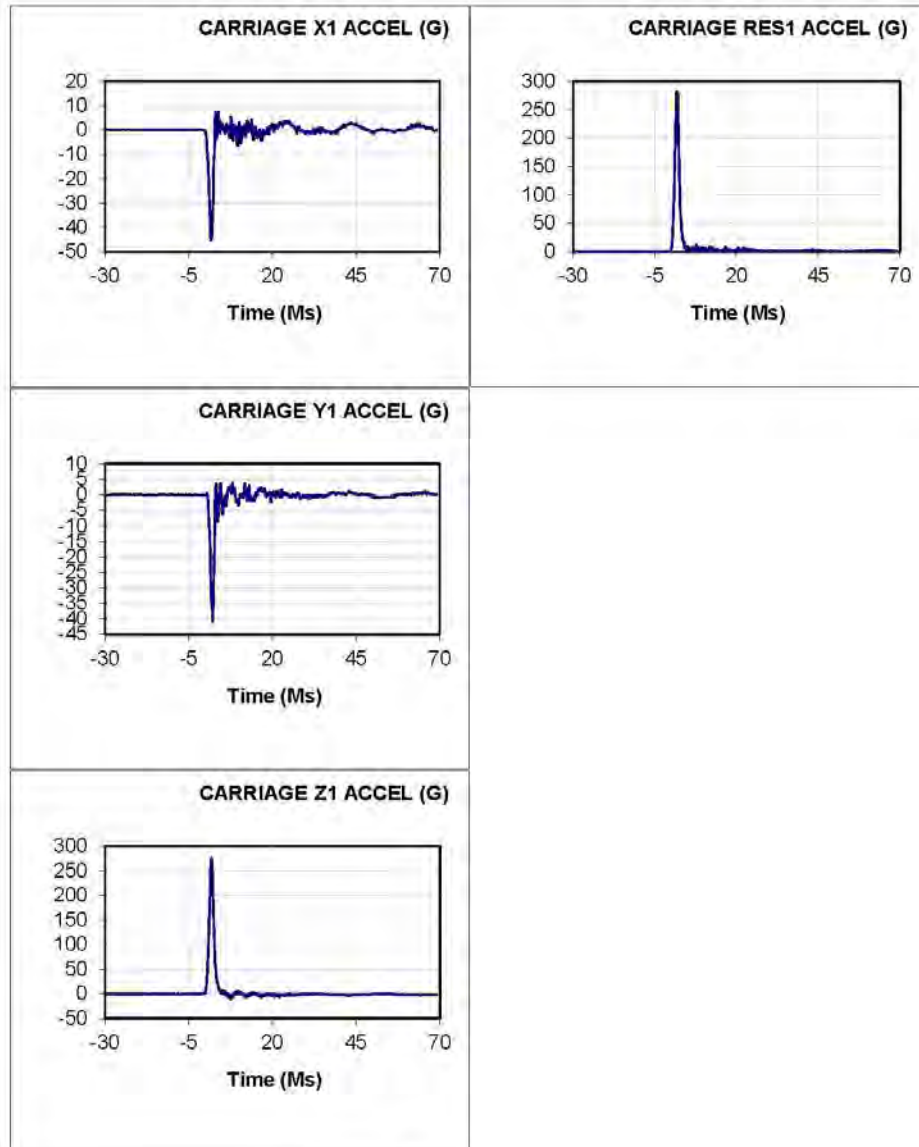 CARRIAGE X1 ACCEL (G)
20
10
0
-10
-20
-30
-40
-50
-30 -5 20 45 70
Time (Ms)
CARRIAGE RES1 ACCEL (G)
300
250
200
150
100
50
0
-30 -5 20 45 70
Time (Ms)
CARRIAGE Y1 ACCEL (G)
10
5
0
-5
-10
-15
-20
-25
-30
-35
-40
-45
-30 -5 20 45 70
Time (Ms)
CARRIAGE Z1 ACCEL (G)
300
250
200
150
100
50
0
-50
-30 -5 20 45 70
Time (Ms)